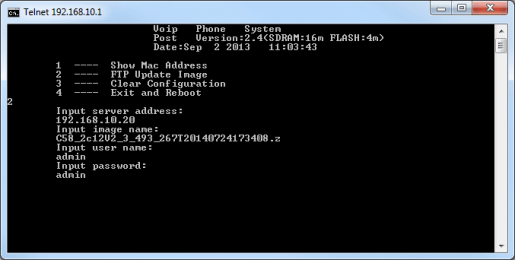 Telnet 192.168.10.1
Voip Phone System
Post Version:2.4(SDRAM:16m FLASH:4m)
Date:Sep 2 2013 11:03:43
1 ---- Show Mac Address
2 ---- FTP Update Image
3 ---- Clear Configuration
4 ---- Exit and Reboot
2
Input server address:
192.168.10.20
Input image name:
C58_2c12V2_3_493_267T20140724173408.z
Input user name:
admin
Input password:
admin